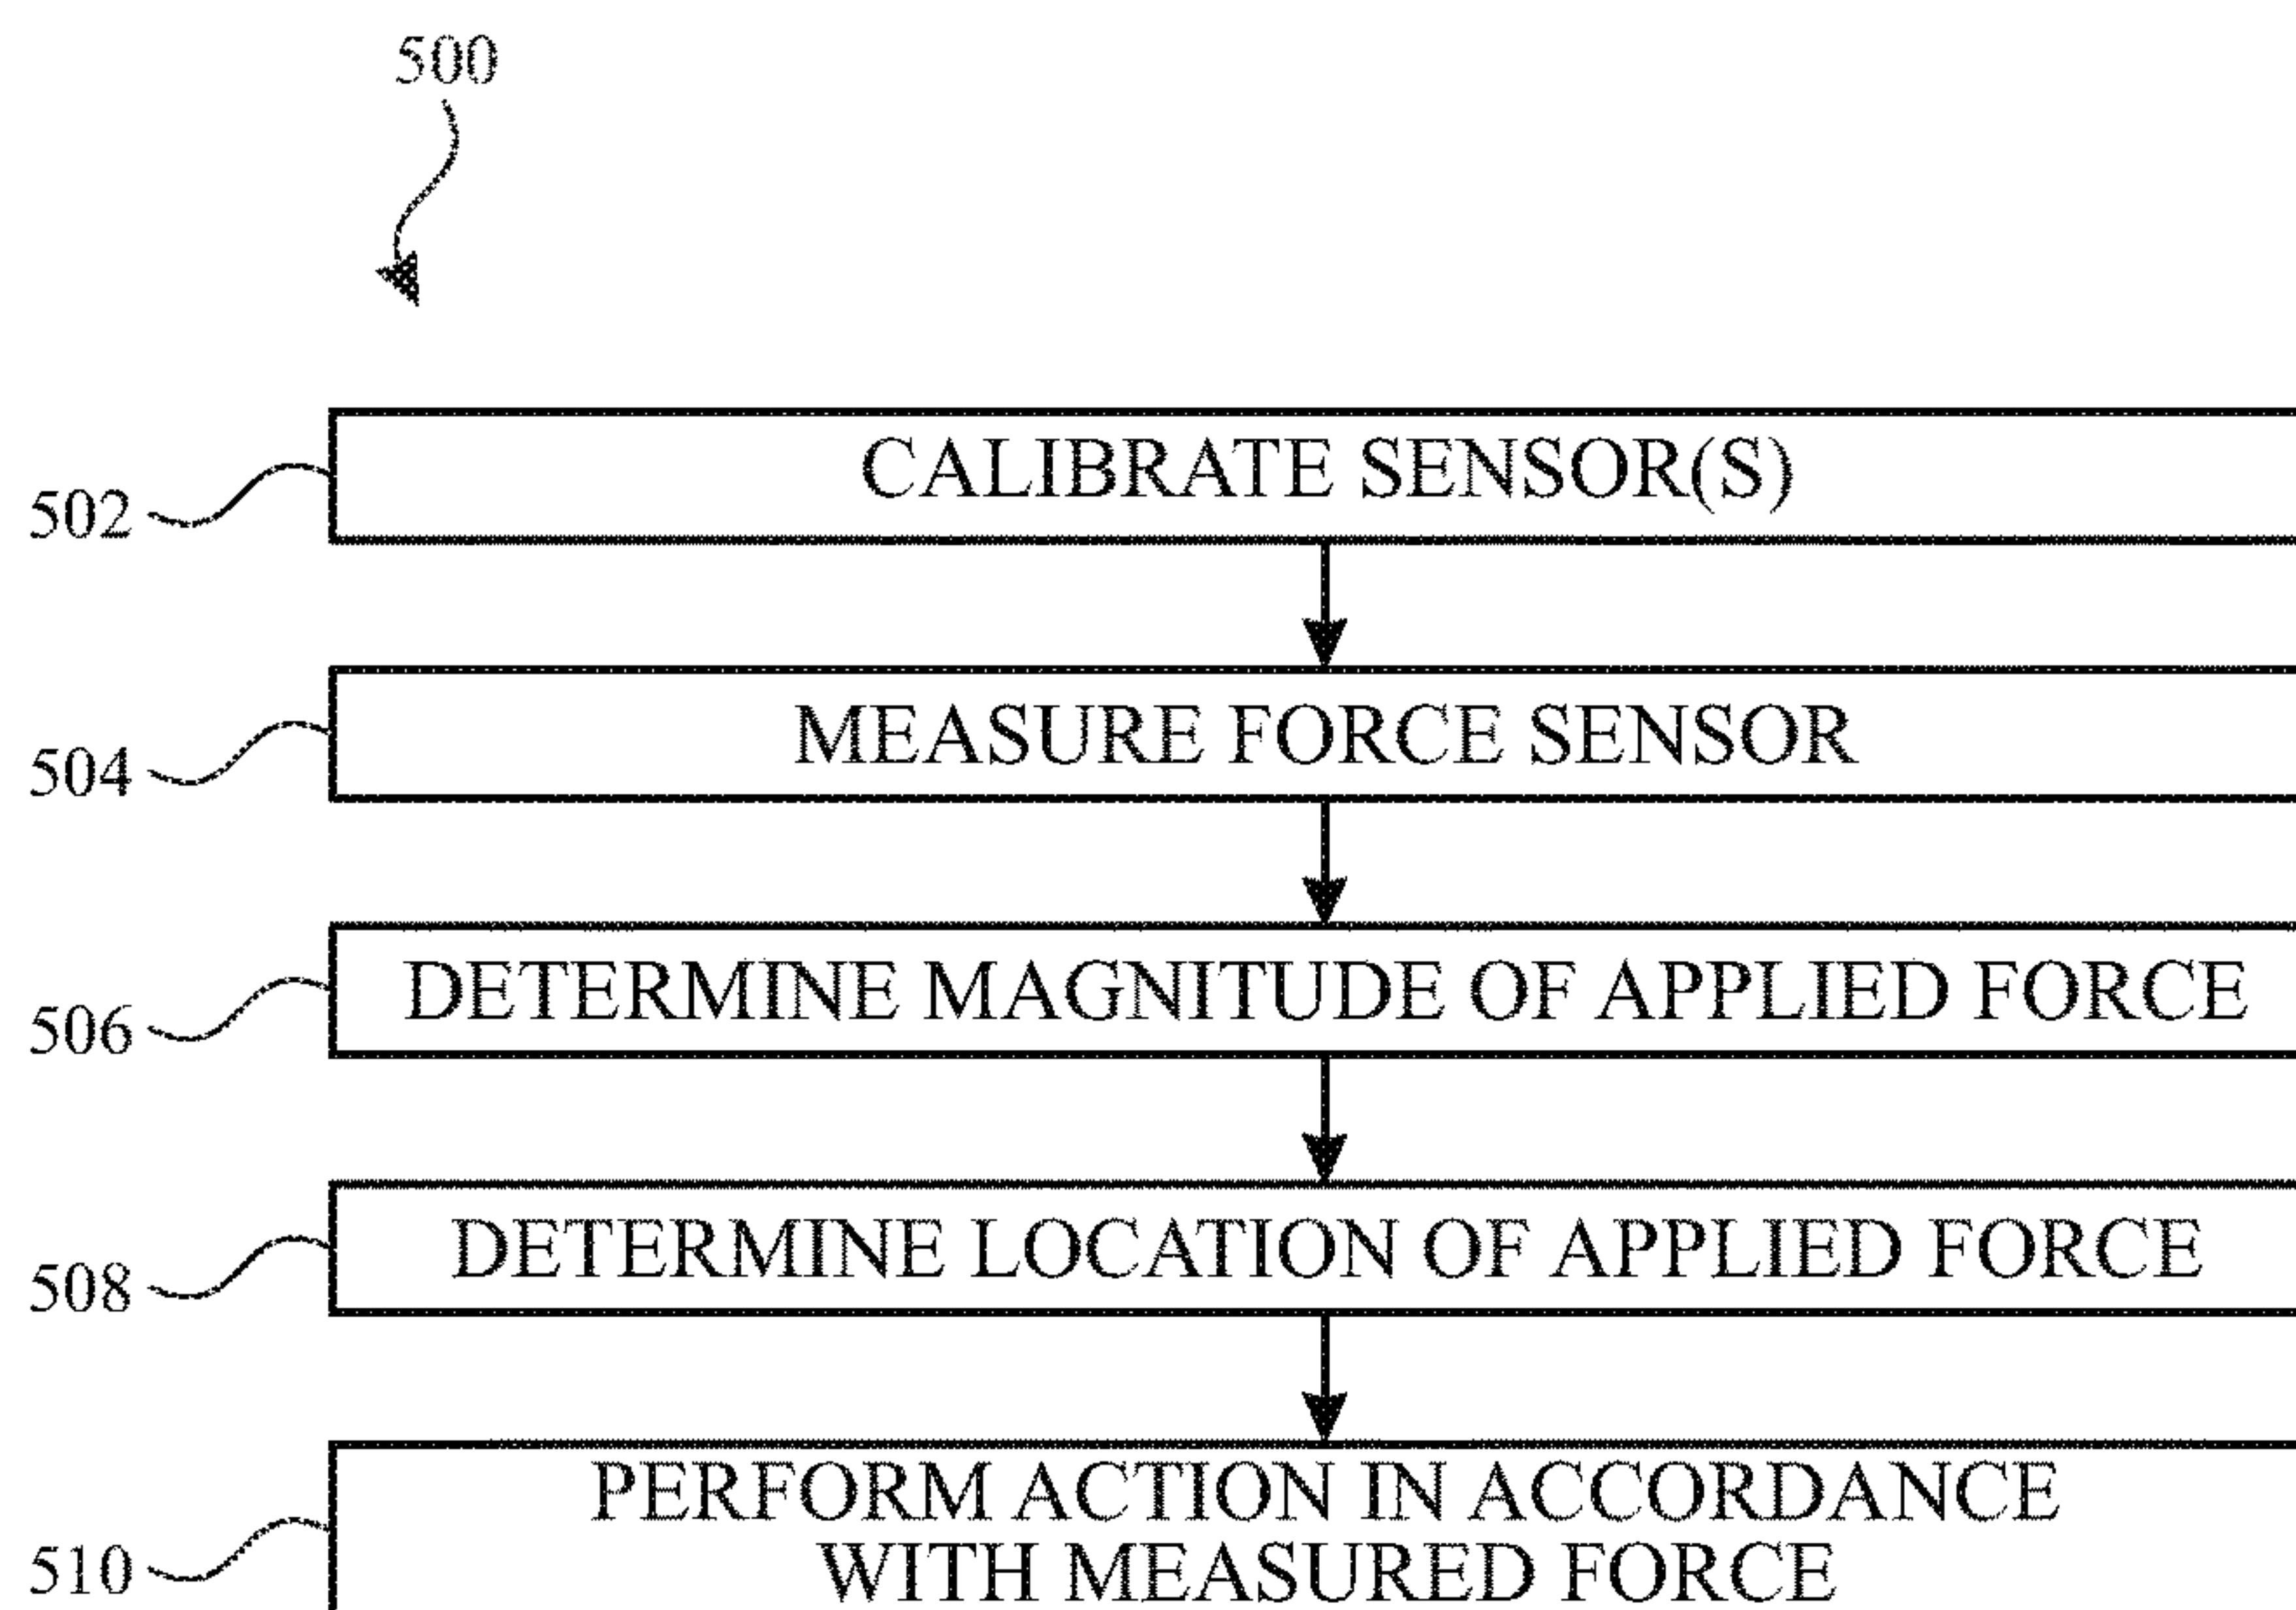 500
502
CALIBRATE SENSOR(S)
504
MEASURE FORCE SENSOR
506
DETERMINE MAGNITUDE OF APPLIED FORCE
508
DETERMINE LOCATION OF APPLIED FORCE
510
PERFORM ACTION IN ACCORDANCE
WITH MEASURED FORCE